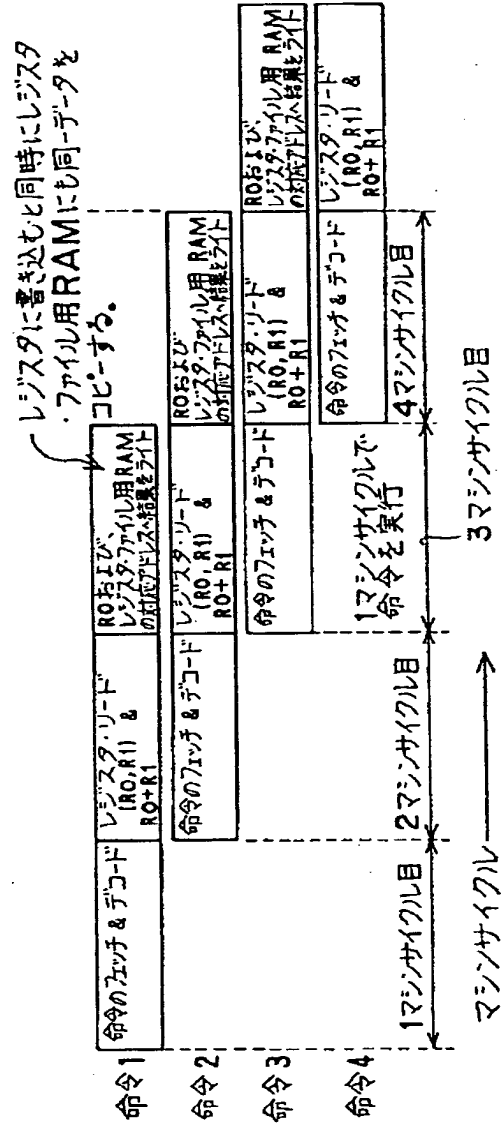 レジスタに書き込むと同時にレジスタ
・ファイル用RAMにも同一データを
コピーする。
命令1
命令のフェッチ & デコード
レジスタ・リード
(R0,R1) &
R0+R1
R0および、
レジスタ・ファイル用RAM
の対応アドレスへ結果をライト
命令2
命令のフェッチ & デコード
レジスタ・リード
(R0,R1) &
R0+R1
R0および、
レジスタ・ファイル用RAM
の対応アドレスへ結果をライト
命令3
命令のフェッチ & デコード
レジスタ・リード
(R0,R1) &
R0+R1
R0および、
レジスタ・ファイル用RAM
の対応アドレスへ結果をライト
命令4
1マシンサイクルで
命令を実行
命令のフェッチ & デコード
レジスタ・リード
(R0,R1) &
R0+R1
1マシンサイクル目
2マシンサイクル目
3マシンサイクル目
4マシンサイクル目
マシンサイクル